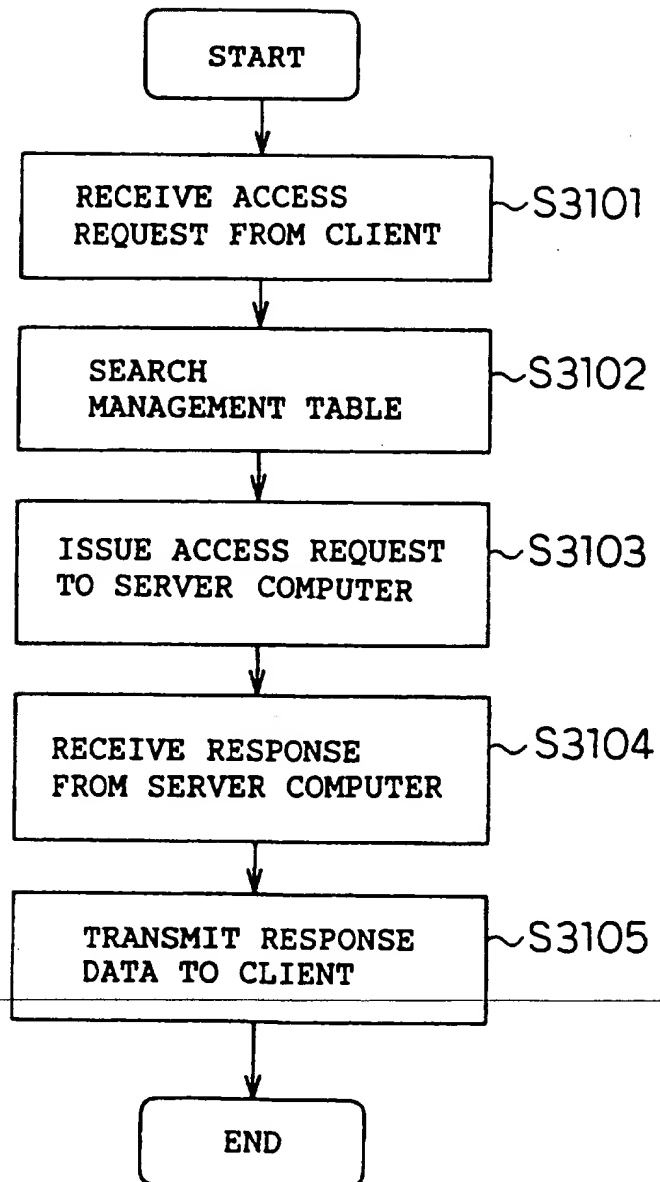 START
RECEIVE ACCESS
REQUEST FROM CLIENT
S3101
SEARCH
MANAGEMENT TABLE
S3102
ISSUE ACCESS REQUEST
TO SERVER COMPUTER
S3103
RECEIVE RESPONSE
FROM SERVER COMPUTER
S3104
TRANSMIT RESPONSE
DATA TO CLIENT
S3105
END